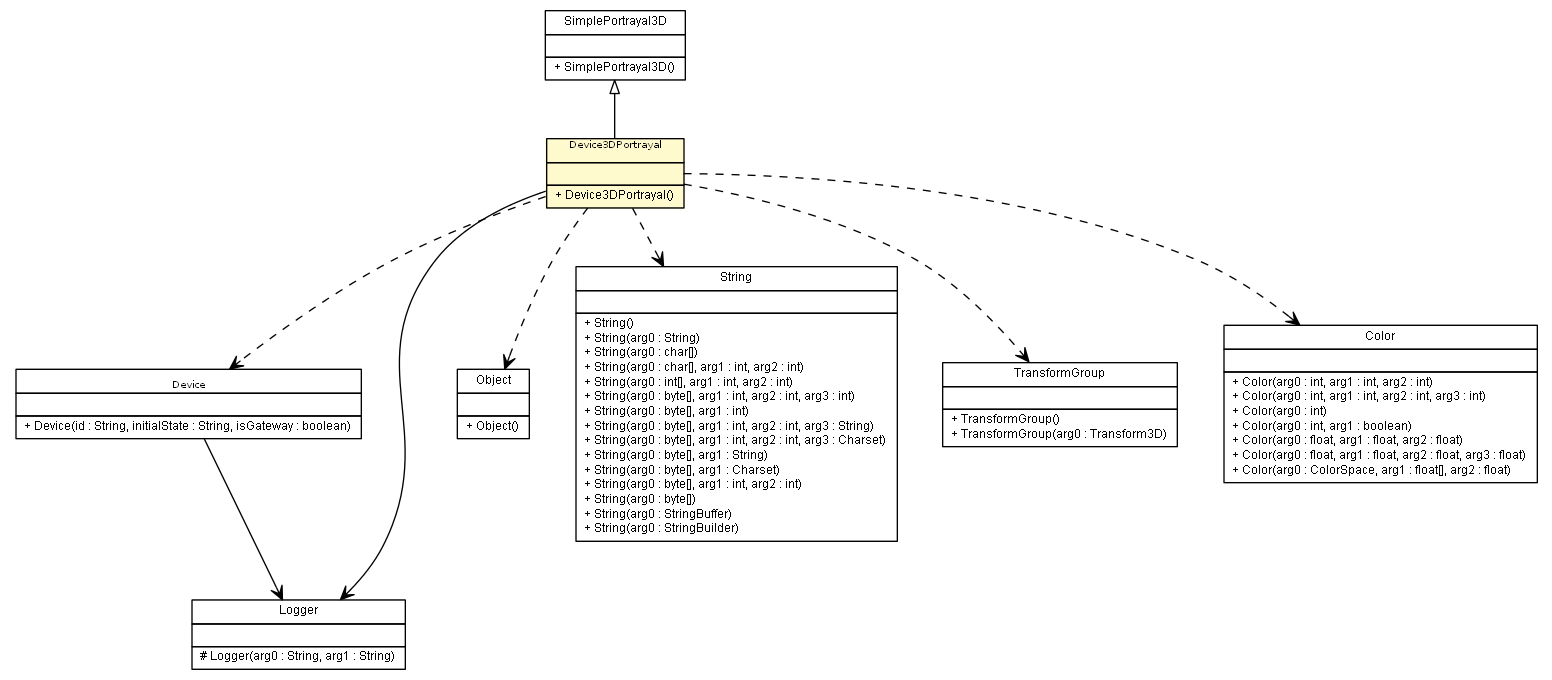 SimplePortrayal3D
+ SimplePortrayal3D()
Device3DPortrayal
+ Device3DPortrayal()
Device
+ Device(id : String, initialState : String, isGateway : boolean)
Object
+ Object()
String
+ String()
+ String(arg0 : String)
+ String(arg0 : char[])
+ String(arg0 : char[], arg1 : int, arg2 : int)
+ String(arg0 : int[], arg1 : int, arg2 : int)
+ String(arg0 : byte[], arg1 : int, arg2 : int, arg3 : int)
+ String(arg0 : byte[], arg1 : int)
+ String(arg0 : byte[], arg1 : int, arg2 : int, arg3 : String)
+ String(arg0 : byte[], arg1 : int, arg2 : int, arg3 : Charset)
+ String(arg0 : byte[], arg1 : String)
+ String(arg0 : byte[], arg1 : Charset)
+ String(arg0 : byte[], arg1 : int, arg2 : int)
+ String(arg0 : byte[])
+ String(arg0 : StringBuffer)
+ String(arg0 : StringBuilder)
TransformGroup
+ TransformGroup()
+ TransformGroup(arg0 : Transform3D)
Color
+ Color(arg0 : int, arg1 : int, arg2 : int)
+ Color(arg0 : int, arg1 : int, arg2 : int, arg3 : int)
+ Color(arg0 : int)
+ Color(arg0 : int, arg1 : boolean)
+ Color(arg0 : float, arg1 : float, arg2 : float)
+ Color(arg0 : float, arg1 : float, arg2 : float, arg3 : float)
+ Color(arg0 : ColorSpace, arg1 : float[], arg2 : float)
Logger
# Logger(arg0 : String, arg1 : String)